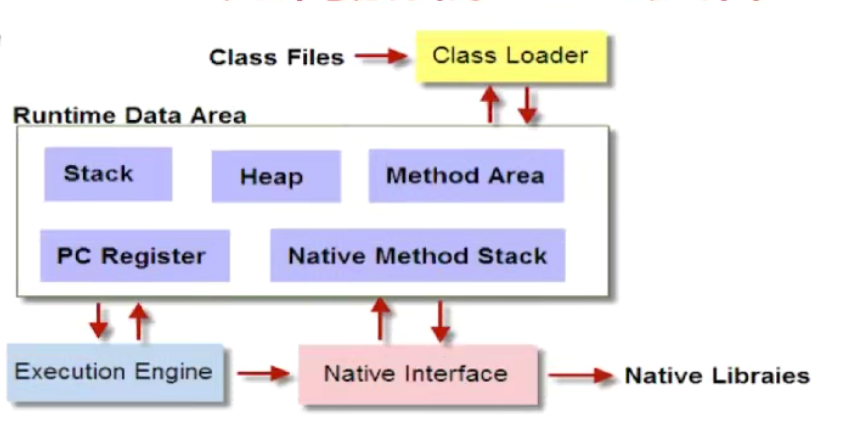 Class Files
Class Loader
Runtime Data Area
Stack
Heap
Method Area
PC Register
Native Method Stack
Execution Engine
Native Interface
Native Libraies